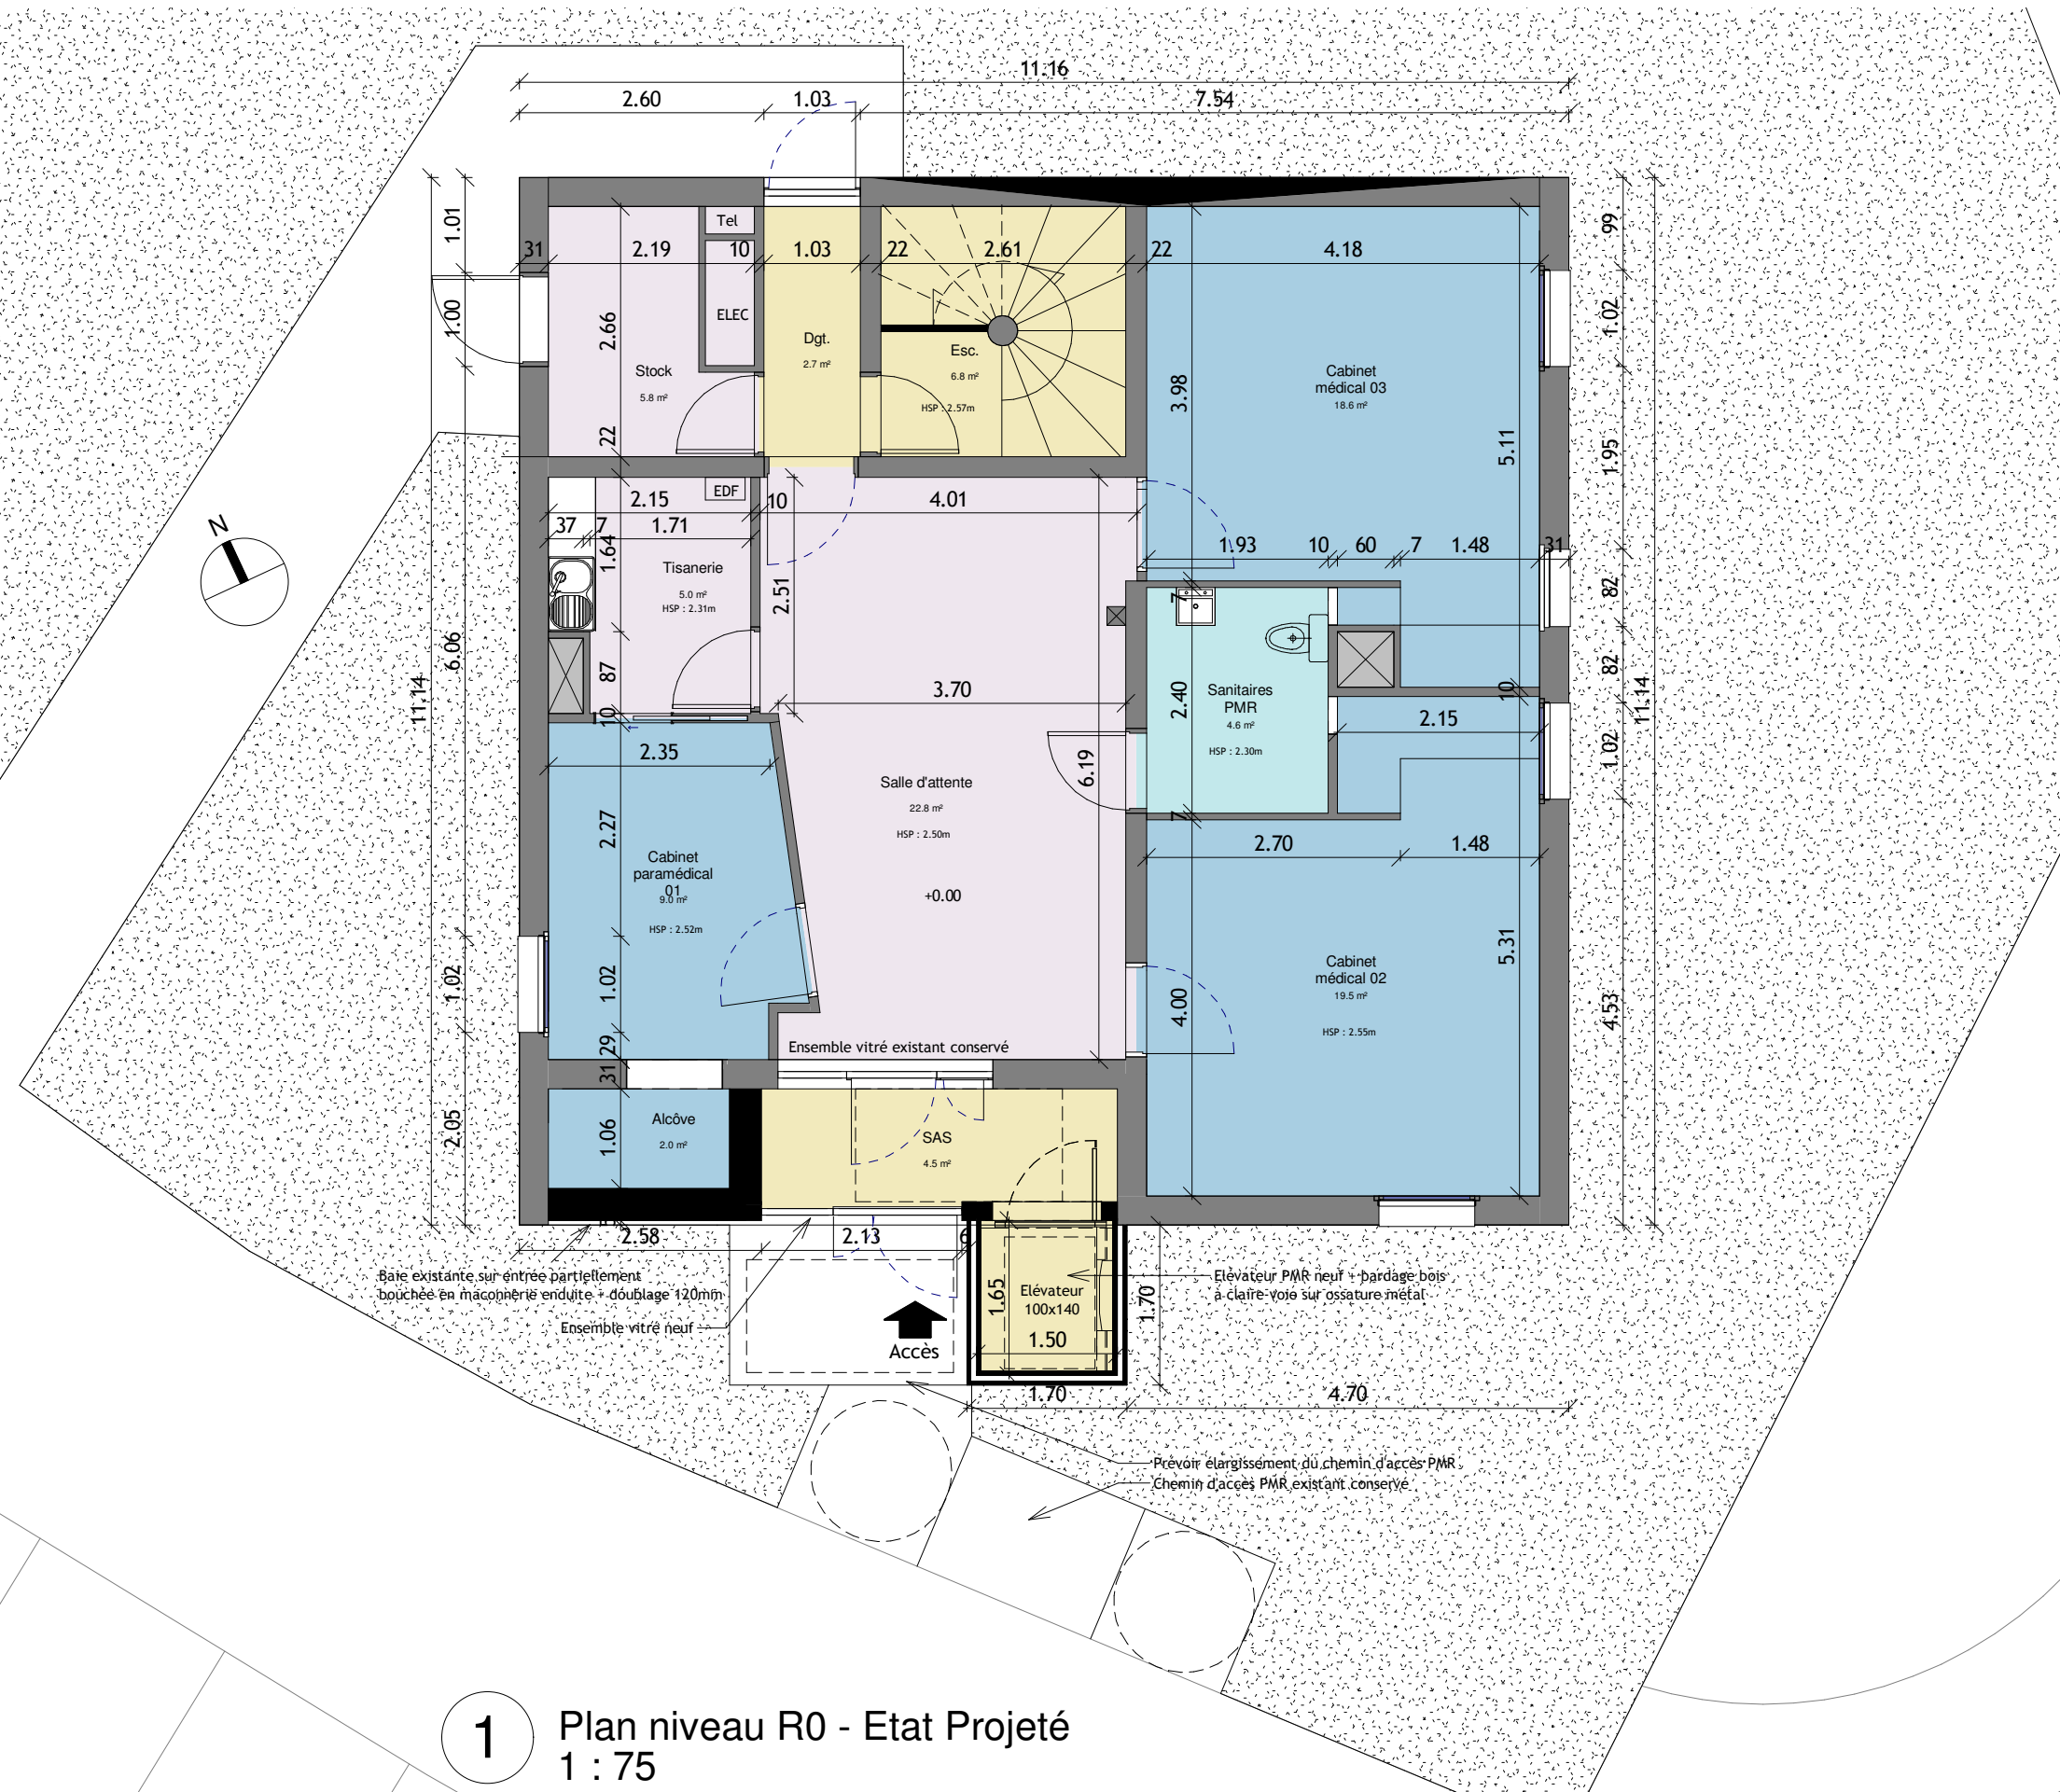 11.16
2.60
1.03
7.54
1.01
1.00
6.06
11.14
1.02
2.05
99
1.02
1.95
82
82
1.02
11.14
4.53
Tel
31
2.19
10
1.03
22
2.61
22
4.18
ELEC
2.66
Dgt.
2.7 m²
Esc.
6.8 m²
HSP : 2.57m
Stock
5.8 m²
22
3.98
Cabinet
médical 03
18.6 m²
5.11
EDF
2.15
10
4.01
37
7
1.71
1.64
N
Tisanerie
5.0 m²
HSP : 2.31m
2.51
1.93
10
60
7
1.48
31
7
87
10
3.70
2.40
Sanitaires
PMR
4.6 m²
HSP : 2.30m
10
2.15
2.35
6.19
Salle d'attente
22.8 m²
HSP : 2.50m
+0.00
2.27
Cabinet
paramédical
01
9.0 m²
HSP : 2.52m
7
2.70
1.48
1.02
29
31
4.00
Cabinet
médical 02
19.5 m²
HSP : 2.55m
5.31
Ensemble vitré existant conservé
1.06
Alcôve
2.0 m²
SAS
4.5 m²
2.58
2.13
6
Baie existante sur entrée partiellement
bouchée en maçonnerie enduite + doublage 120mm
Ensemble vitré neuf
Accès
1.65
Elévateur
100x140
1.50
1.70
Elévateur PMR neuf + bardage bois
à claire-voie sur ossature métal
1.70
4.70
Prévoir élargissement du chemin d'accès PMR
Chemin d'accès PMR existant conservé
1
Plan niveau R0 - Etat Projeté
1 : 75